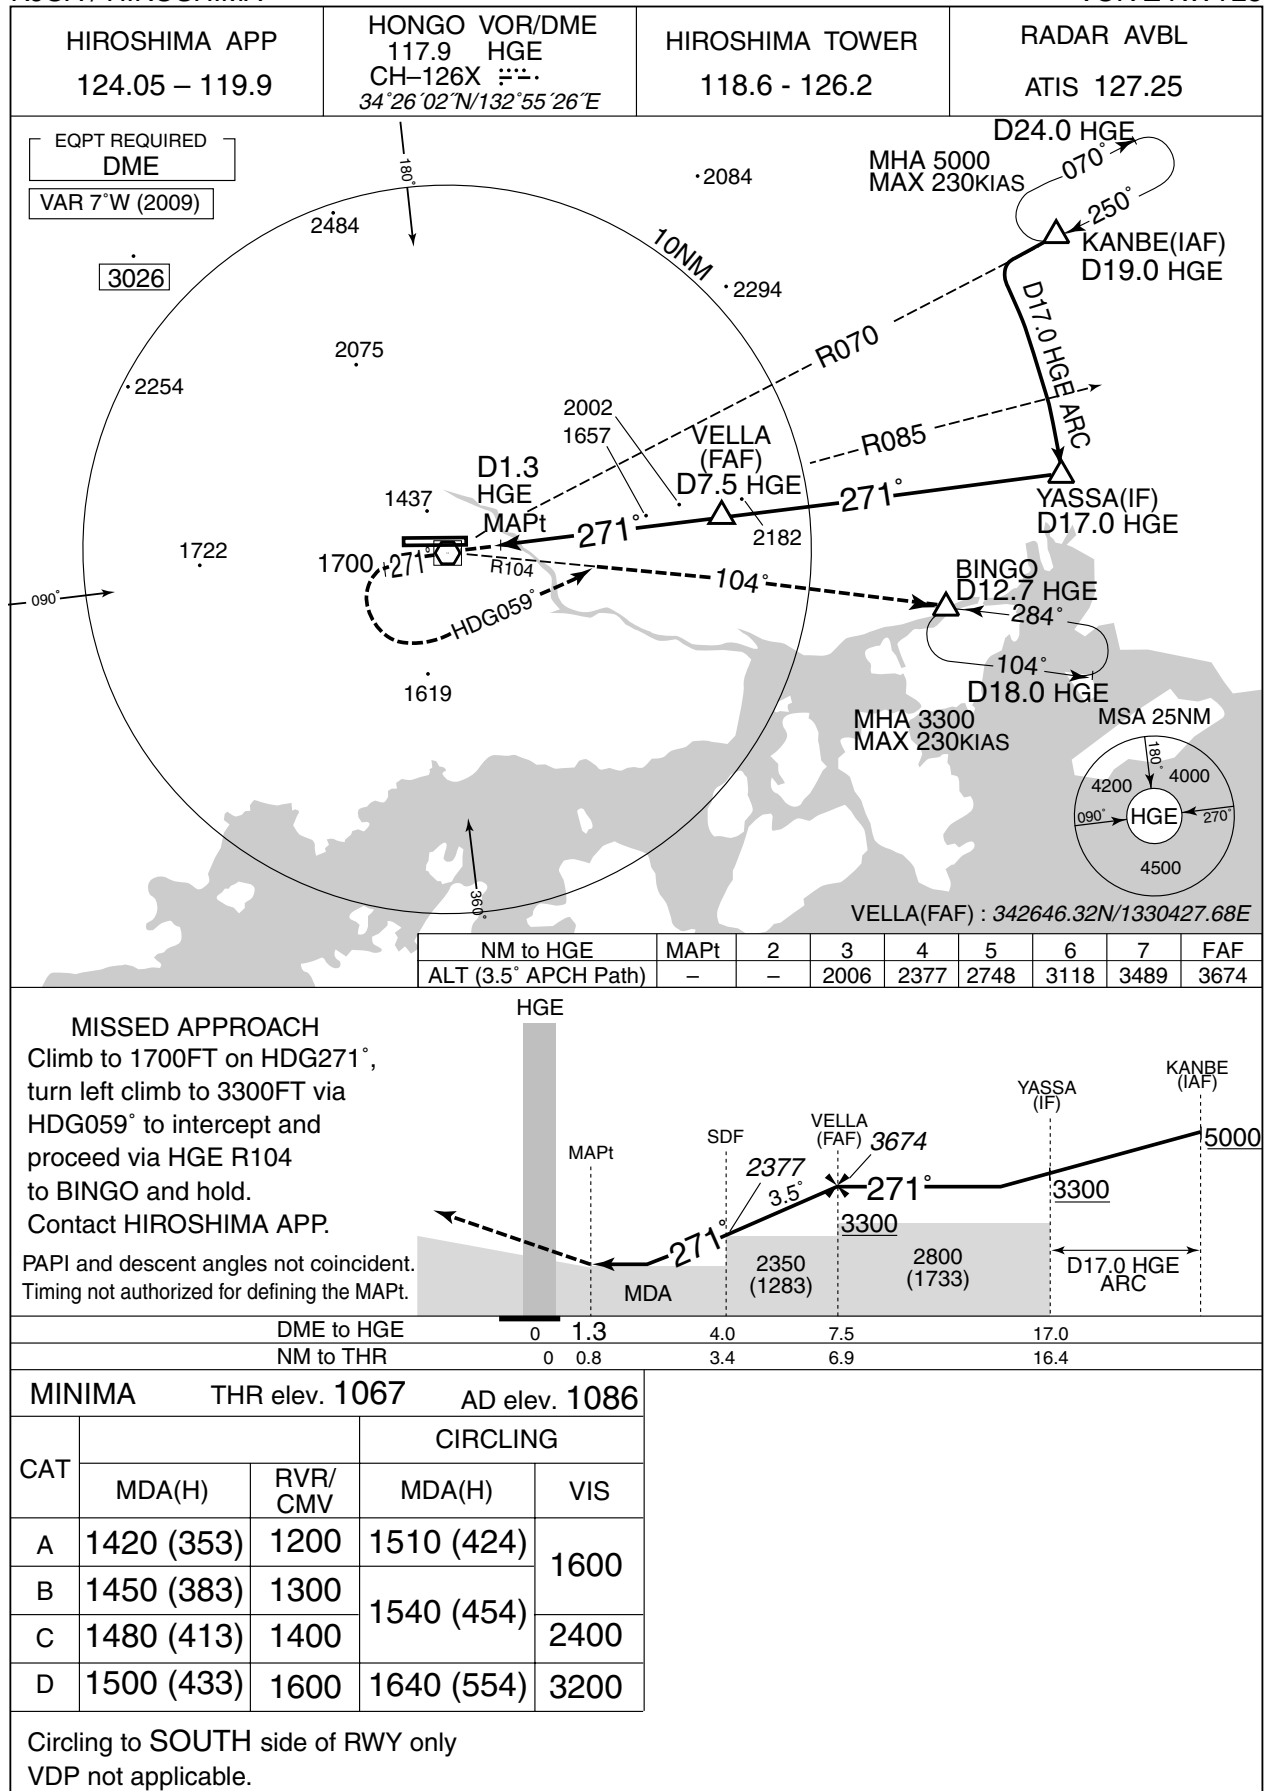 HIROSHIMA APP
124.05 – 119.9
HONGO VOR/DME
117.9 HGE
CH–126X
34°26´02˝N/132°55´26˝E
HIROSHIMA TOWER
118.6 - 126.2
RADAR AVBL
ATIS 127.25
EQPT REQUIRED
DME
VAR 7°W (2009)
3026
180°
2484
2084
10NM
2294
MHA 5000
MAX 230KIAS
D24.0 HGE
070°
250°
KANBE(IAF)
D19.0 HGE
D17.0 HGE ARC
R070
2075
2254
2002
1657
VELLA
(FAF)
D7.5 HGE
R085
D1.3
HGE
MAPt
1437
271°
271°
2182
YASSA(IF)
D17.0 HGE
1722
1700
271°
R104
104°
BINGO
D12.7 HGE
284°
090°
HDG059°
104°
D18.0 HGE
1619
MHA 3300
MAX 230KIAS
MSA 25NM
180°
4200
4000
090°
HGE
270°
4500
360°
VELLA(FAF) : 342646.32N/1330427.68E
NM to HGE MAPt 2 3 4 5 6 7 FAF
ALT (3.5° APCH Path) – – 2006 2377 2748 3118 3489 3674
MISSED APPROACH
Climb to 1700FT on HDG271°,
turn left climb to 3300FT via
HDG059° to intercept and
proceed via HGE R104
to BINGO and hold.
Contact HIROSHIMA APP.
PAPI and descent angles not coincident.
Timing not authorized for defining the MAPt.
HGE
MAPt
SDF
VELLA
(FAF)
YASSA
(IF)
KANBE
(IAF)
2377
3674
5000
3.5°
271°
3300
271°
3300
2350
(1283)
2800
(1733)
D17.0 HGE
ARC
MDA
DME to HGE 0 1.3 4.0 7.5 17.0
NM to THR 0 0.8 3.4 6.9 16.4
MINIMA THR elev. 1067 AD elev. 1086
CAT
CIRCLING
MDA(H) RVR/
CMV MDA(H) VIS
A 1420 (353) 1200 1510 (424) 1600
B 1450 (383) 1300 1540 (454)
C 1480 (413) 1400 2400
D 1500 (433) 1600 1640 (554) 3200
Circling to SOUTH side of RWY only
VDP not applicable.